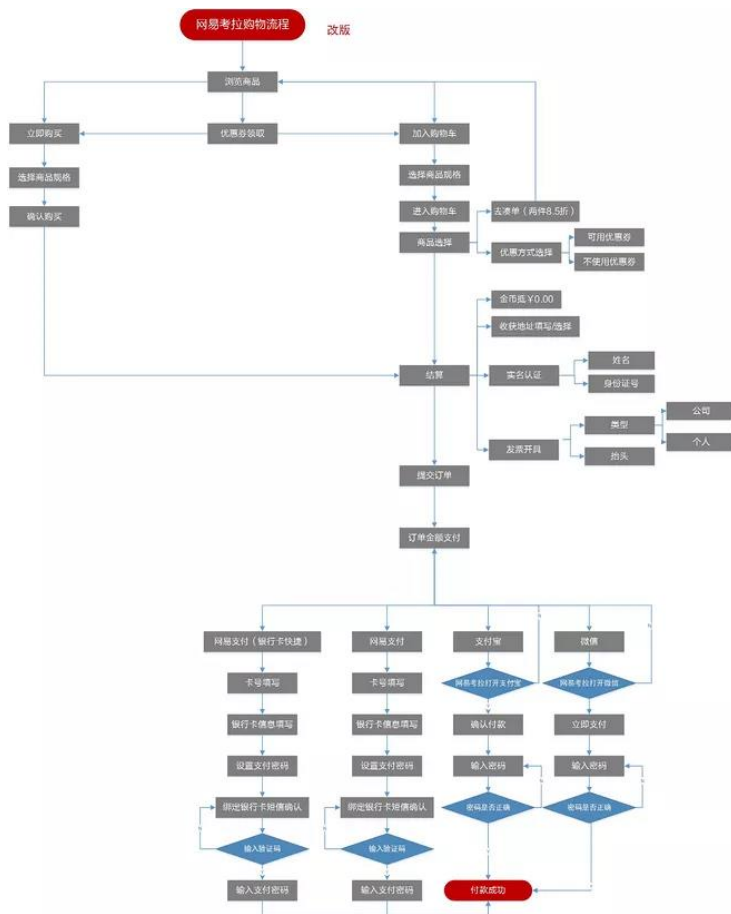 网易考拉购物流程
改版
浏览商品
立即购买
优惠券领取
加入购物车
选择商品规格
选择商品规格
确认购买
进入购物车
去凑单（两件8.5折）
商品选择
优惠方式选择
可用优惠券
不使用优惠券
金币抵￥0.00
收获地址填写/选择
结算
实名认证
姓名
身份证号
发票开具
类型
公司
个人
抬头
提交订单
订单金额支付
网易支付（银行卡快捷）
网易支付
支付宝
微信
N
N
卡号填写
卡号填写
网易考拉打开支付宝
网易考拉打开微信
Y
Y
银行卡信息填写
银行卡信息填写
确认付款
立即支付
设置支付密码
设置支付密码
输入密码
输入密码
N
N
绑定银行卡短信确认
绑定银行卡短信确认
密码是否正确
密码是否正确
N
N
输入验证码
输入验证码
Y
Y
Y
Y
输入支付密码
输入支付密码
付款成功